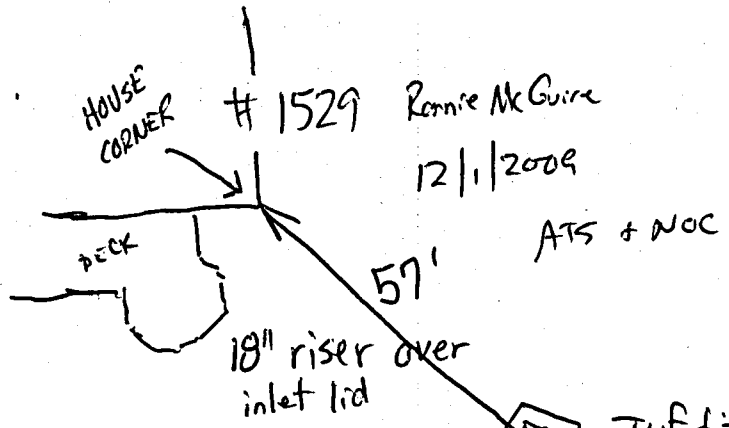 HOUSE
CORNER
# 1529 Ronnie McGuire
12/1/2009
ATS + NOC
DECK
57'
18" riser over
inlet lid